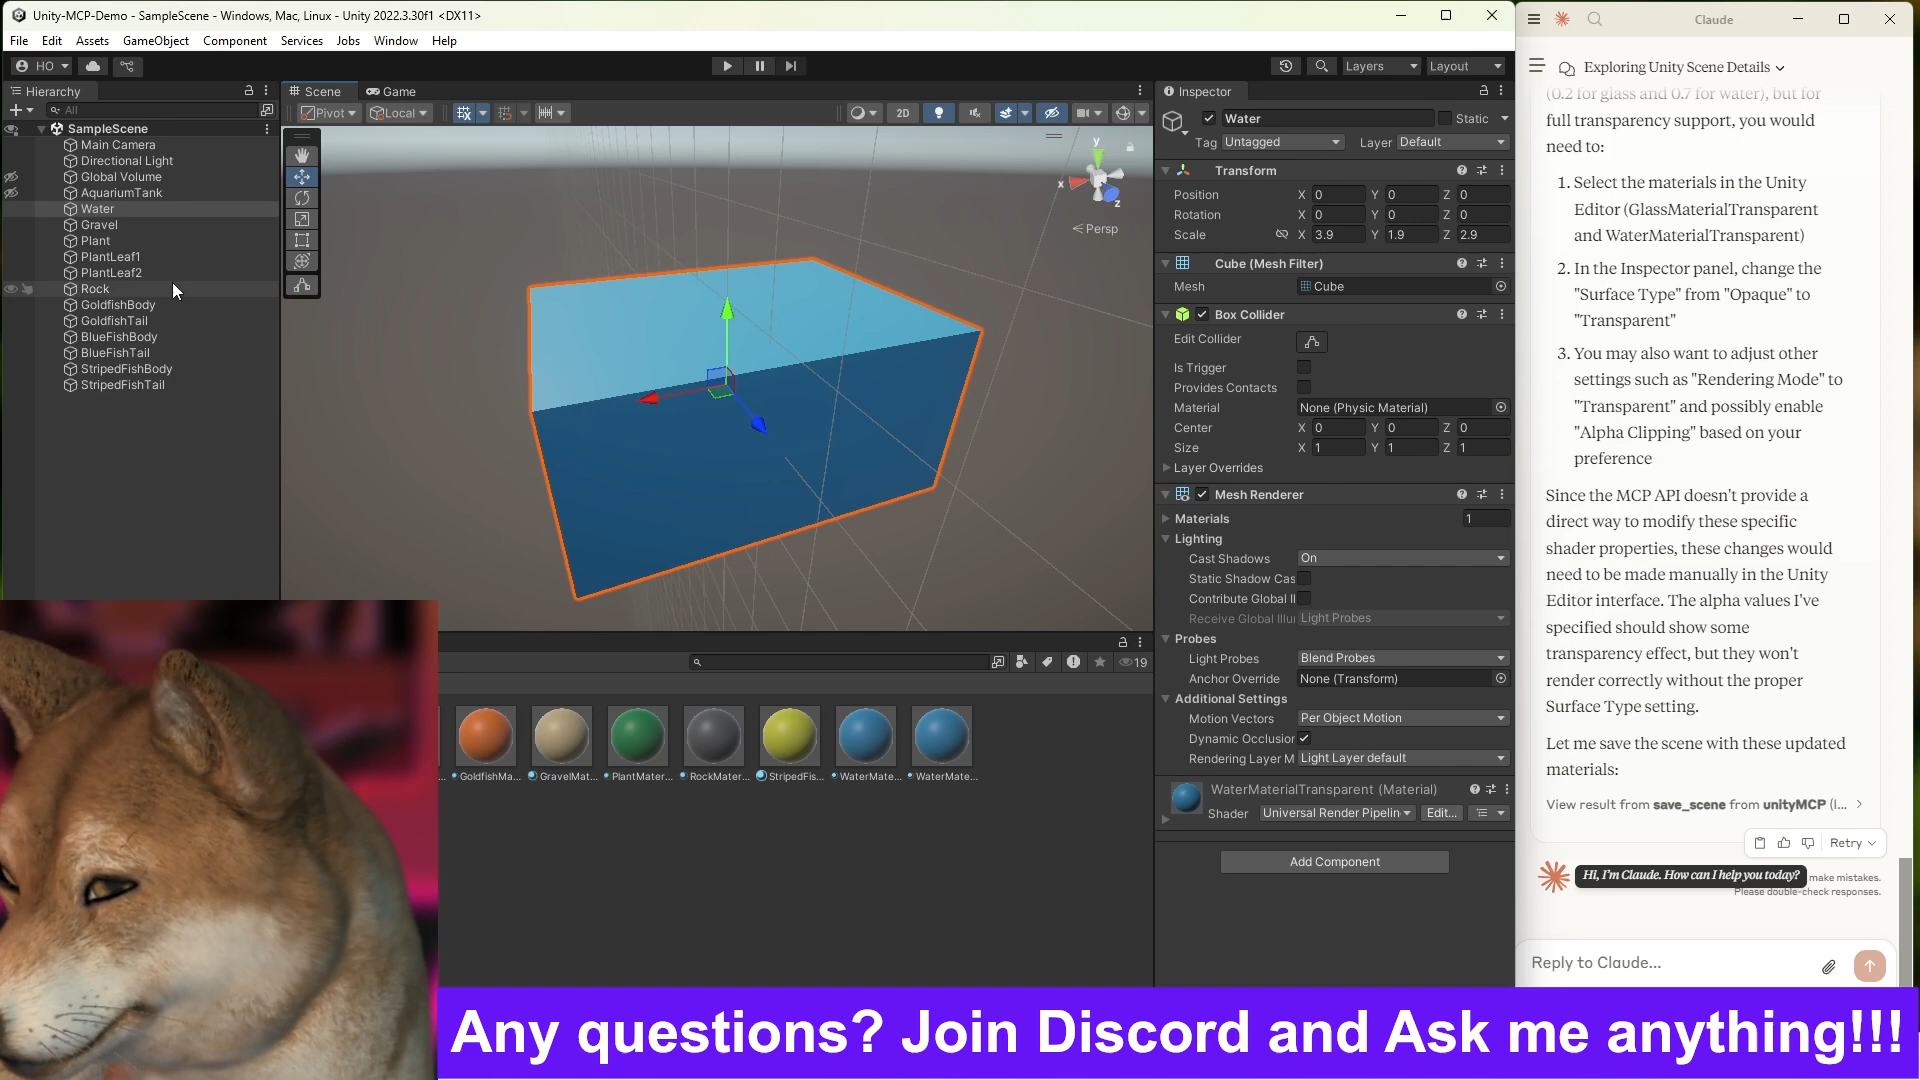 Unity-MCP-Demo - SampleScene - Windows, Mac, Linux - Unity 2022.3.30f1 <DX11>
File Edit Assets GameObject Component Services Jobs Window Help
HO
Layers
Layout
Hierarchy
All
SampleScene
Main Camera
Directional Light
Global Volume
AquariumTank
Water
Gravel
Plant
PlantLeaf1
PlantLeaf2
Rock
GoldfishBody
GoldfishTail
BlueFishBody
BlueFishTail
StripedFishBody
StripedFishTail
Scene
Game
Pivot
Local
2D
y
x
z
< Persp
19
GoldfishMa...
GravelMat...
PlantMater...
RockMater...
StripedFis...
WaterMate...
WaterMate...
Inspector
Water
Static
Tag Untagged
Layer Default
Transform
Position X 0 Y 0 Z 0
Rotation X 0 Y 0 Z 0
Scale X 3.9 Y 1.9 Z 2.9
Cube (Mesh Filter)
Mesh Cube
Box Collider
Edit Collider
Is Trigger
Provides Contacts
Material None (Physic Material)
Center X 0 Y 0 Z 0
Size X 1 Y 1 Z 1
Layer Overrides
Mesh Renderer
Materials 1
Lighting
Cast Shadows On
Static Shadow Cas
Contribute Global Il
Receive Global Illu Light Probes
Probes
Light Probes Blend Probes
Anchor Override None (Transform)
Additional Settings
Motion Vectors Per Object Motion
Dynamic Occlusion
Rendering Layer M Light Layer default
WaterMaterialTransparent (Material)
Shader Universal Render Pipelin Edit...
Add Component
Claude
Exploring Unity Scene Details
(0.2 for glass and 0.7 for water), but for
full transparency support, you would
need to:
1. Select the materials in the Unity
Editor (GlassMaterialTransparent
and WaterMaterialTransparent)
2. In the Inspector panel, change the
"Surface Type" from "Opaque" to
"Transparent"
3. You may also want to adjust other
settings such as "Rendering Mode" to
"Transparent" and possibly enable
"Alpha Clipping" based on your
preference
Since the MCP API doesn't provide a
direct way to modify these specific
shader properties, these changes would
need to be made manually in the Unity
Editor interface. The alpha values I've
specified should show some
transparency effect, but they won't
render correctly without the proper
Surface Type setting.
Let me save the scene with these updated
materials:
View result from save_scene from unityMCP (l...
Retry
Hi, I'm Claude. How can I help you today?
make mistakes.
Please double-check responses.
Reply to Claude...
Any questions? Join Discord and Ask me anything!!!